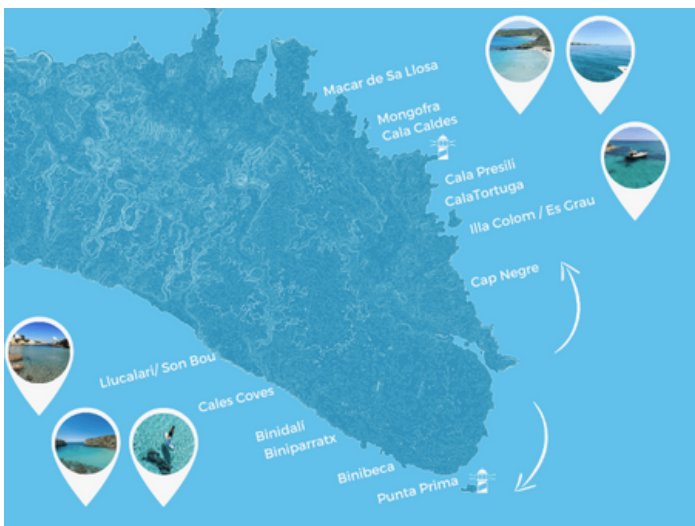 Macar de Sa Llosa
Mongofra
Cala Caldes
Cala Presili
CalaTortuga
Illa Colom / Es Grau
Cap Negre
Llucalari/ Son Bou
Cales Coves
Binidalí
Biniparratx
Binibeca
Punta Prima